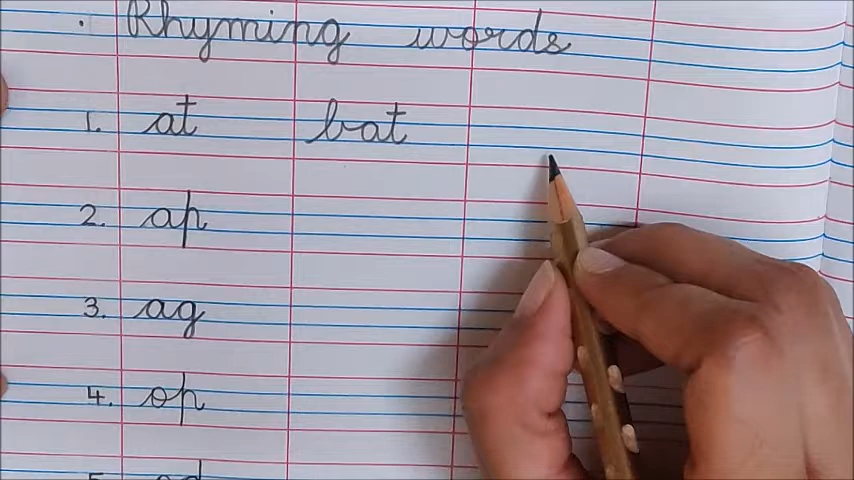 Rhyming words
1. at bat
2. ap
3. ag
4. op